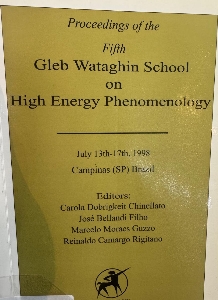 Proceedings of the
Fifth
Gleb Wataghin School
on
High Energy Phenomenology
July 13th-17th, 1998
Campinas (SP) Brazil
Editors:
Carola Dobrigkeit Chinellato
José Bellandi Filho
Marcelo Moraes Guzzo
Reinaldo Camargo Rigitano